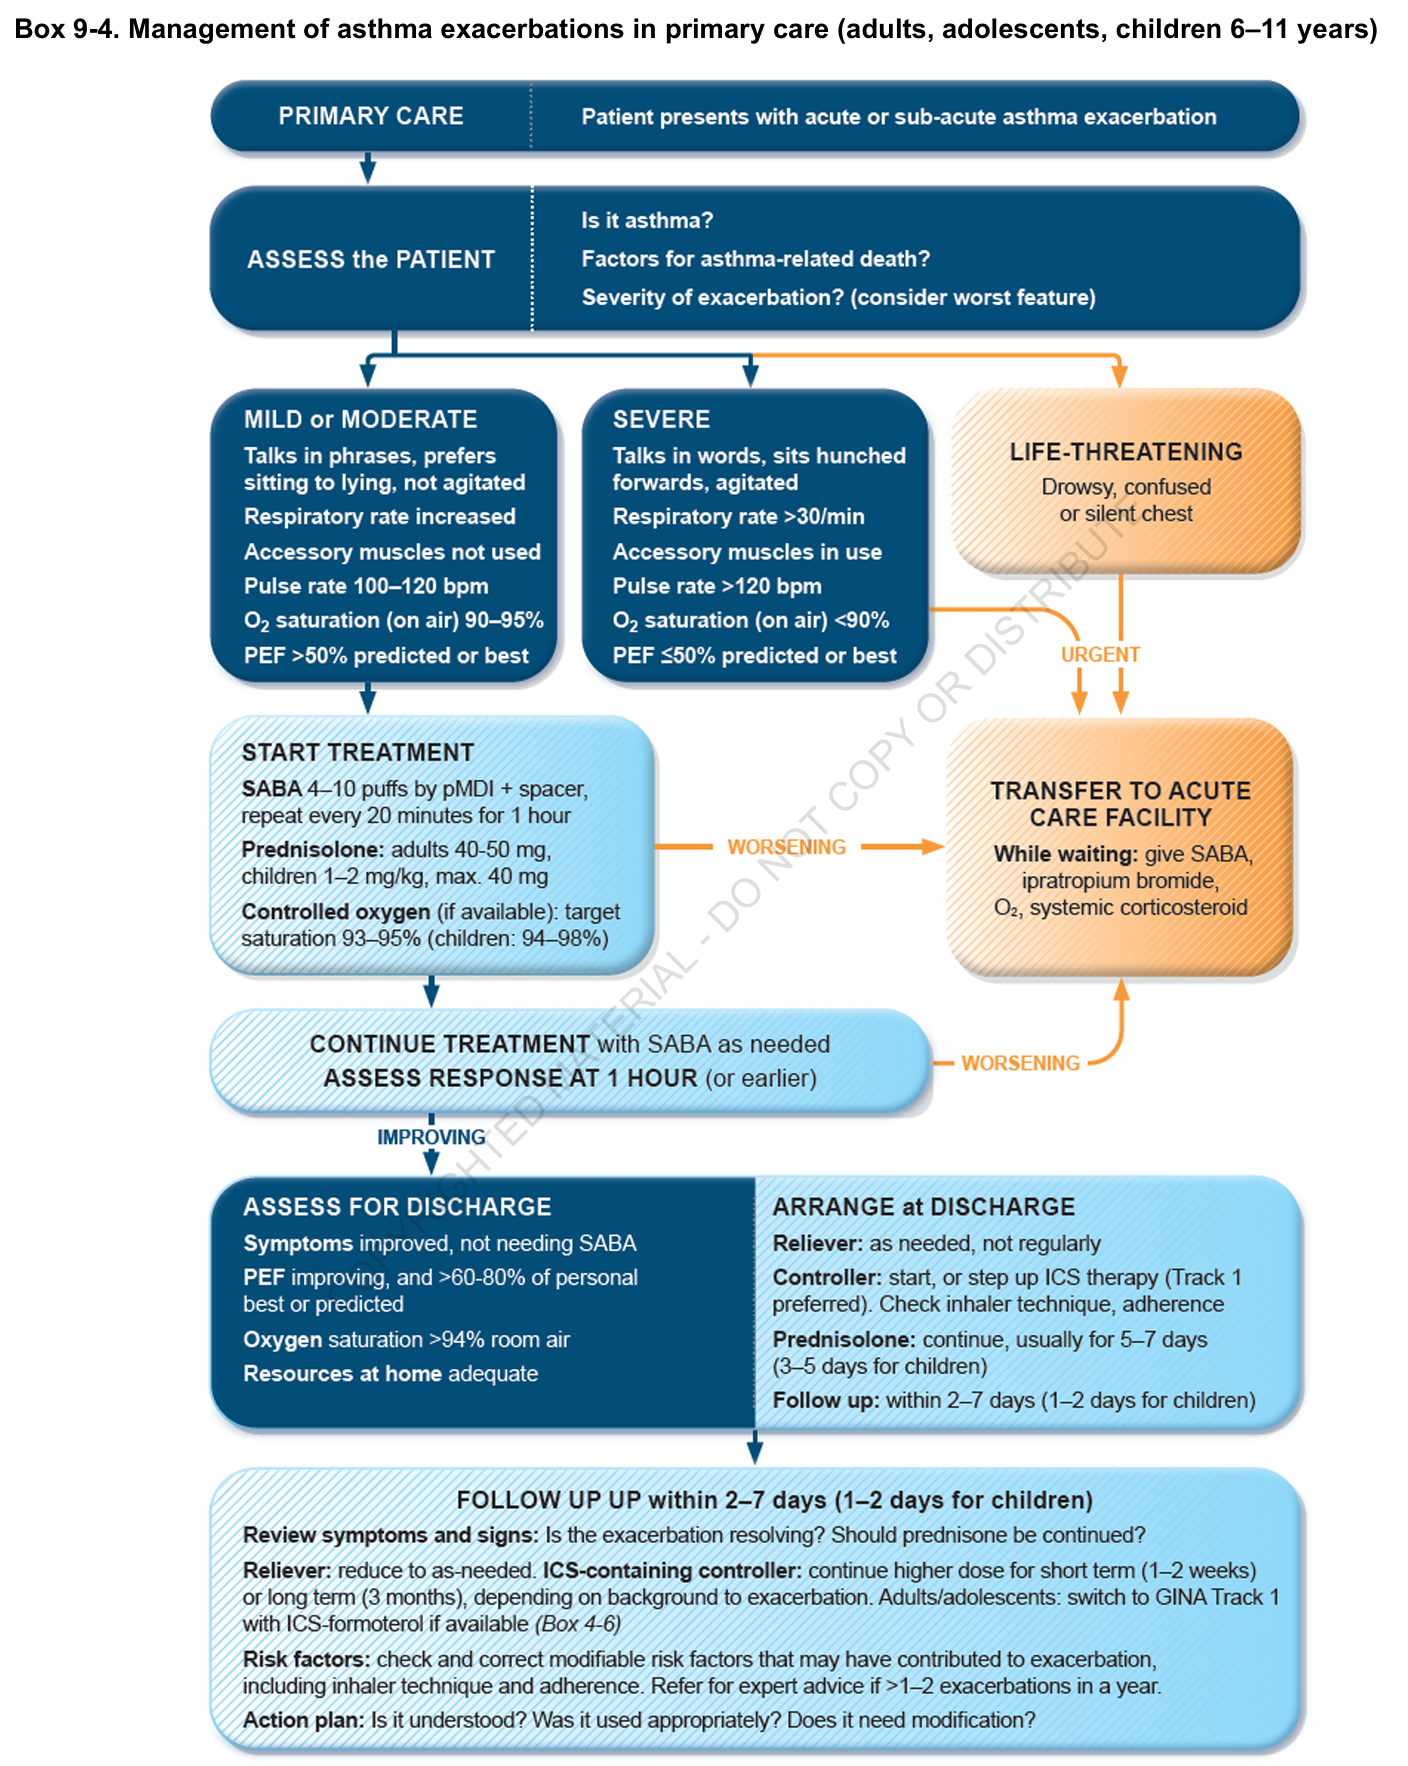 Box 9-4. Management of asthma exacerbations in primary care (adults, adolescents, children 6–11 years)
PRIMARY CARE
Patient presents with acute or sub-acute asthma exacerbation
ASSESS the PATIENT
Is it asthma?
Factors for asthma-related death?
Severity of exacerbation? (consider worst feature)
MILD or MODERATE
Talks in phrases, prefers
sitting to lying, not agitated
Respiratory rate increased
Accessory muscles not used
Pulse rate 100–120 bpm
O₂ saturation (on air) 90–95%
PEF >50% predicted or best
SEVERE
Talks in words, sits hunched
forwards, agitated
Respiratory rate >30/min
Accessory muscles in use
Pulse rate >120 bpm
O₂ saturation (on air) <90%
PEF ≤50% predicted or best
LIFE-THREATENING
Drowsy, confused
or silent chest
URGENT
START TREATMENT
SABA 4–10 puffs by pMDI + spacer,
repeat every 20 minutes for 1 hour
Prednisolone: adults 40-50 mg,
children 1–2 mg/kg, max. 40 mg
Controlled oxygen (if available): target
saturation 93–95% (children: 94–98%)
WORSENING
TRANSFER TO ACUTE
CARE FACILITY
While waiting: give SABA,
ipratropium bromide,
O₂, systemic corticosteroid
CONTINUE TREATMENT with SABA as needed
ASSESS RESPONSE AT 1 HOUR (or earlier)
WORSENING
IMPROVING
ASSESS FOR DISCHARGE
Symptoms improved, not needing SABA
PEF improving, and >60-80% of personal
best or predicted
Oxygen saturation >94% room air
Resources at home adequate
ARRANGE at DISCHARGE
Reliever: as needed, not regularly
Controller: start, or step up ICS therapy (Track 1
preferred). Check inhaler technique, adherence
Prednisolone: continue, usually for 5–7 days
(3–5 days for children)
Follow up: within 2–7 days (1–2 days for children)
FOLLOW UP UP within 2–7 days (1–2 days for children)
Review symptoms and signs: Is the exacerbation resolving? Should prednisone be continued?
Reliever: reduce to as-needed. ICS-containing controller: continue higher dose for short term (1–2 weeks)
or long term (3 months), depending on background to exacerbation. Adults/adolescents: switch to GINA Track 1
with ICS-formoterol if available (Box 4-6)
Risk factors: check and correct modifiable risk factors that may have contributed to exacerbation,
including inhaler technique and adherence. Refer for expert advice if >1–2 exacerbations in a year.
Action plan: Is it understood? Was it used appropriately? Does it need modification?
COPYRIGHTED MATERIAL - DO NOT COPY OR DISTRIBUTE